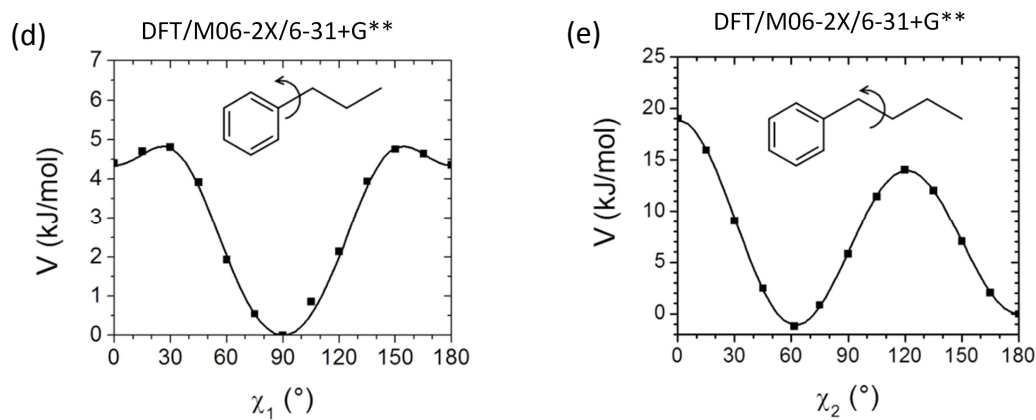 (d)
DFT/M06-2X/6-31+G**
7
6
5
4
3
2
1
0
V (kJ/mol)
0 30 60 90 120 150 180
χ₁ (°)
(e)
DFT/M06-2X/6-31+G**
25
20
15
10
5
0
V (kJ/mol)
0 30 60 90 120 150 180
χ₂ (°)